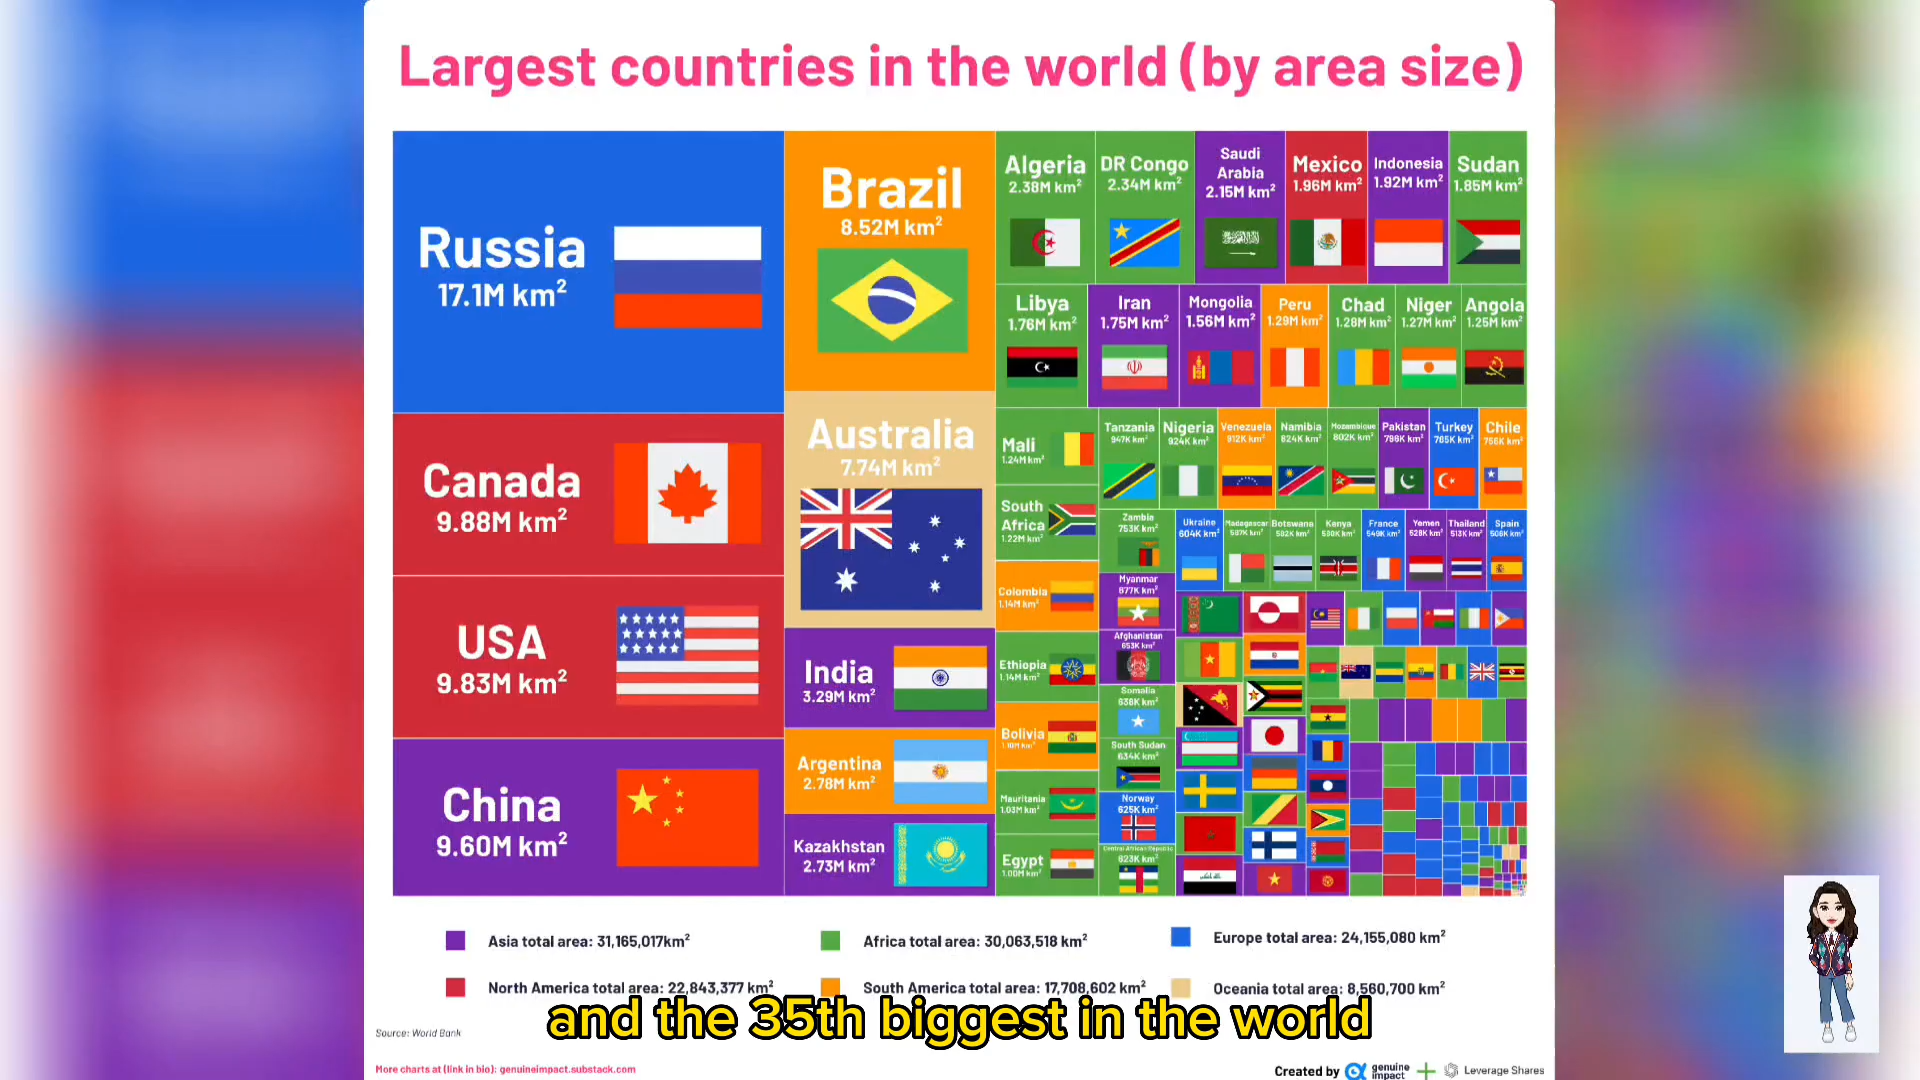 Largest countries in the world (by area size)
Russia
17.1M km²
Canada
9.88M km²
USA
9.83M km²
China
9.60M km²
Brazil
8.52M km²
Australia
7.74M km²
India
3.29M km²
Argentina
2.78M km²
Kazakhstan
2.73M km²
Algeria
2.38M km²
DR Congo
2.34M km²
Saudi
Arabia
2.15M km²
Mexico
1.96M km²
Indonesia
1.92M km²
Sudan
1.85M km²
Libya
1.76M km²
Iran
1.75M km²
Mongolia
1.56M km²
Peru
1.29M km²
Chad
1.28M km²
Niger
1.27M km²
Angola
1.25M km²
Mali
1.24M km²
South
Africa
1.22M km²
Colombia
1.14M km²
Ethiopia
1.14M km²
Bolivia
1.10M km²
Mauritania
1.03M km²
Egypt
1.00M km²
Tanzania
947K km²
Nigeria
924K km²
Venezuela
912K km²
Namibia
824K km²
Mozambique
802K km²
Pakistan
796K km²
Turkey
785K km²
Chile
756K km²
Zambia
753K km²
Myanmar
677K km²
Afghanistan
653K km²
Somalia
638K km²
South Sudan
634K km²
Norway
625K km²
Central African Republic
623K km²
Ukraine
604K km²
Madagascar
587K km²
Botswana
582K km²
Kenya
France
549K km²
Yemen
528K km²
Thailand
513K km²
Spain
506K km²
Asia total area: 31,165,017km²
Africa total area: 30,063,518 km²
Europe total area: 24,155,080 km²
North America total area: 22,843,377 km²
South America total area: 17,708,602 km²
Oceania total area: 8,560,700 km²
and the 35th biggest in the world
Source: World Bank
More charts at (link in bio): genuineimpact.substack.com
Created by genuine impact + Leverage Shares